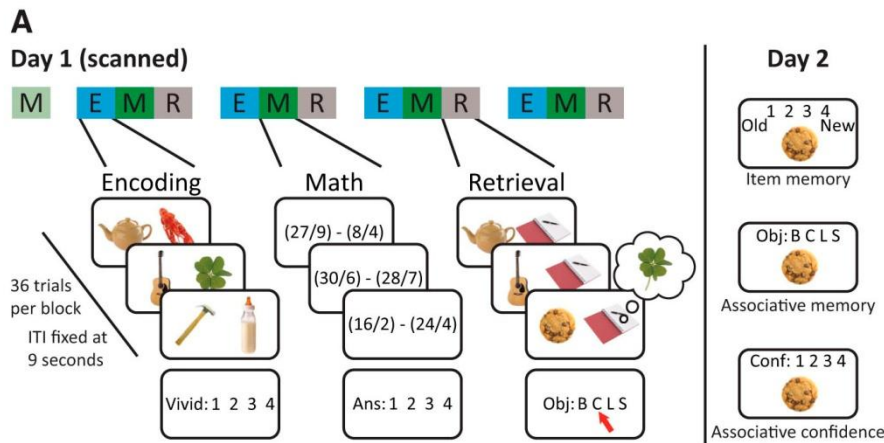 A
Day 1 (scanned)
Day 2
M E M R E M R E M R E M R
Encoding
Math
Retrieval
(27/9) - (8/4)
(30/6) - (28/7)
(16/2) - (24/4)
36 trials
per block
ITI fixed at
9 seconds
Vivid: 1 2 3 4
Ans: 1 2 3 4
Obj: B C L S
1 2 3 4
Old New
Item memory
Obj: B C L S
Associative memory
Conf: 1 2 3 4
Associative confidence